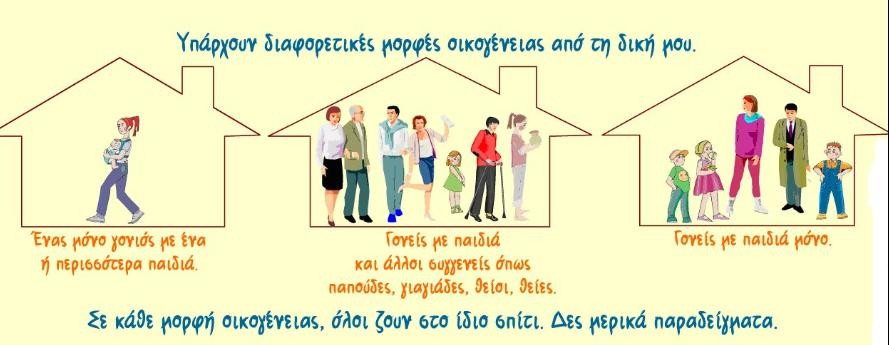 Υπάρχουν διαφορετικές μορφές οικογένειας από τη δική μου.
Ένας μόνο γονιός με ένα
ή περισσότερα παιδιά.
Γονείς με παιδιά
και άλλοι συγγενείς όπως
παπούδες, γιαγιάδες, θείοι, θείες.
Γονείς με παιδιά μόνο.
Σε κάθε μορφή οικογένειας, όλοι ζουν στο ίδιο σπίτι. Δες μερικά παραδείγματα.